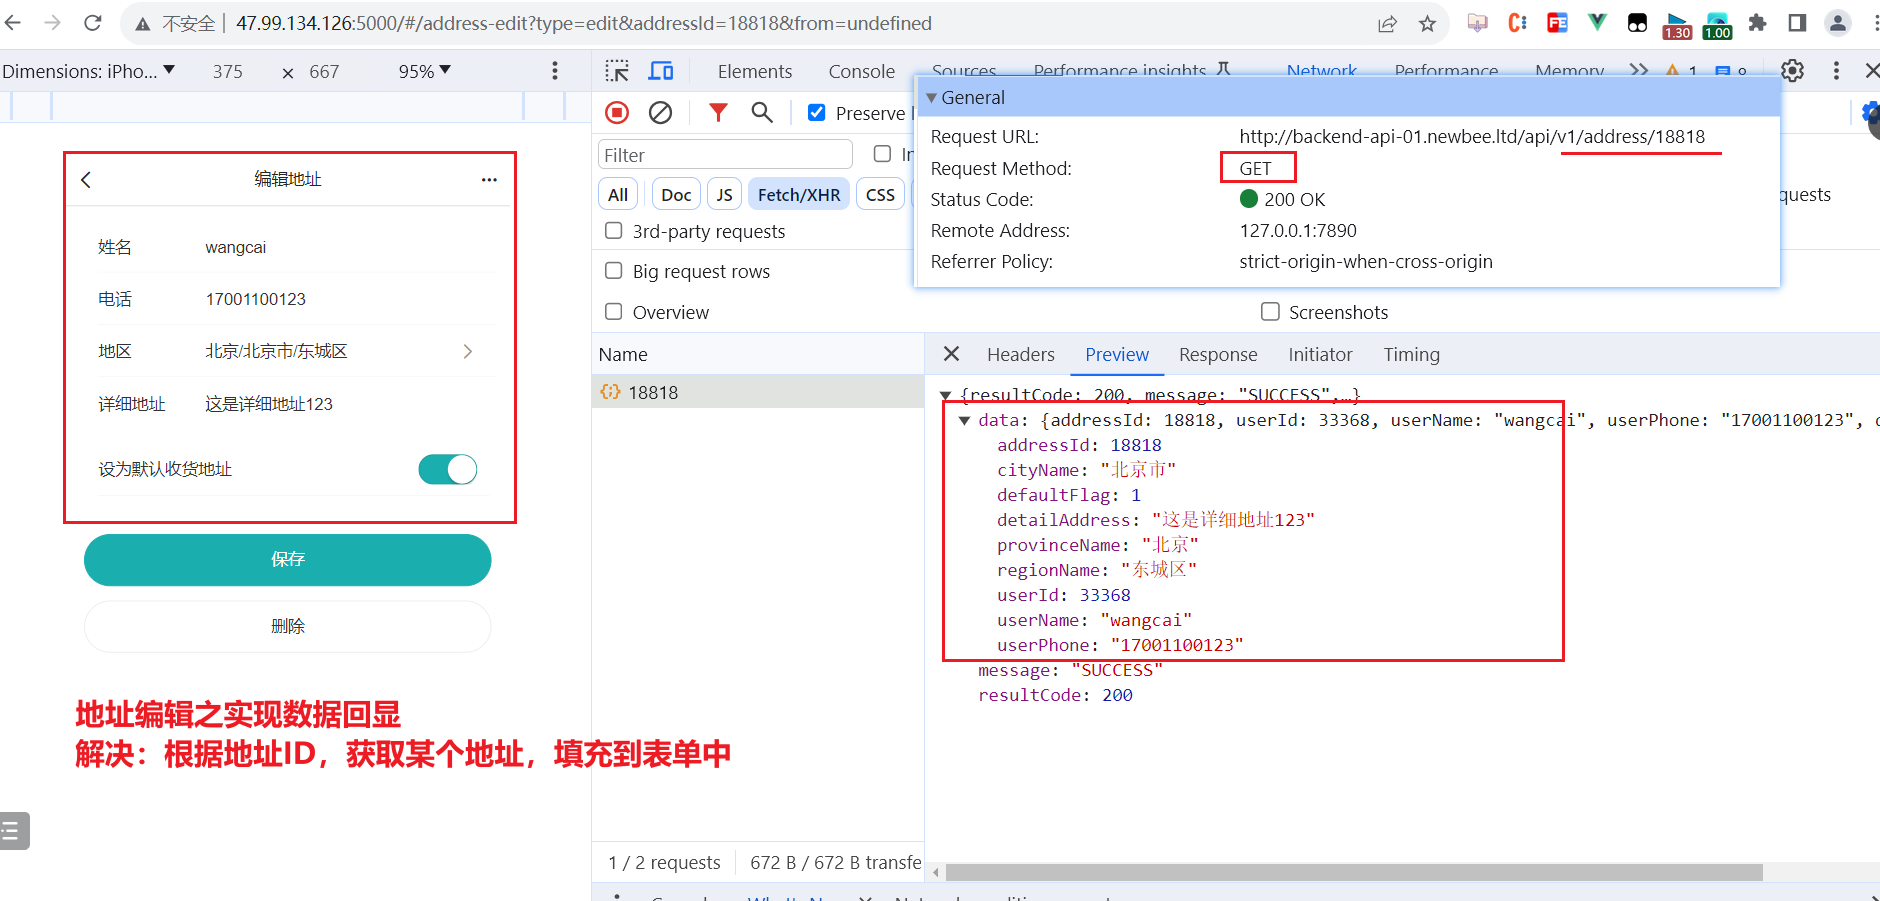 不安全 | 47.99.134.126:5000/#/address-edit?type=edit&addressId=18818&from=undefined
1.30
1.00
Dimensions: iPho... 375 × 667 95%
Elements Console Sources Performance insights Network Performance Memory 1
Preserve
Filter
All Doc JS Fetch/XHR CSS
quests
3rd-party requests
Big request rows
Overview
Screenshots
General
Request URL: http://backend-api-01.newbee.ltd/api/v1/address/18818
Request Method: GET
Status Code: 200 OK
Remote Address: 127.0.0.1:7890
Referrer Policy: strict-origin-when-cross-origin
编辑地址
姓名 wangcai
电话 17001100123
地区 北京/北京市/东城区
详细地址 这是详细地址123
设为默认收货地址
保存
删除
地址编辑之实现数据回显
解决：根据地址ID，获取某个地址，填充到表单中
Name
18818
Headers Preview Response Initiator Timing
{resultCode: 200, message: "SUCCESS",…}
data: {addressId: 18818, userId: 33368, userName: "wangcai", userPhone: "17001100123",
addressId: 18818
cityName: "北京市"
defaultFlag: 1
detailAddress: "这是详细地址123"
provinceName: "北京"
regionName: "东城区"
userId: 33368
userName: "wangcai"
userPhone: "17001100123"
message: "SUCCESS"
resultCode: 200
1 / 2 requests 672 B / 672 B transfe